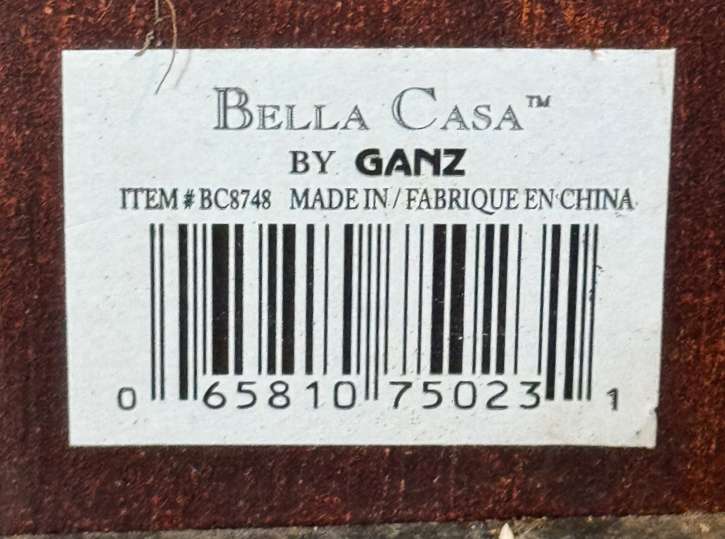 BELLA CASA™
BY GANZ
ITEM # BC8748 MADE IN / FABRIQUE EN CHINA
0 65810 75023 1